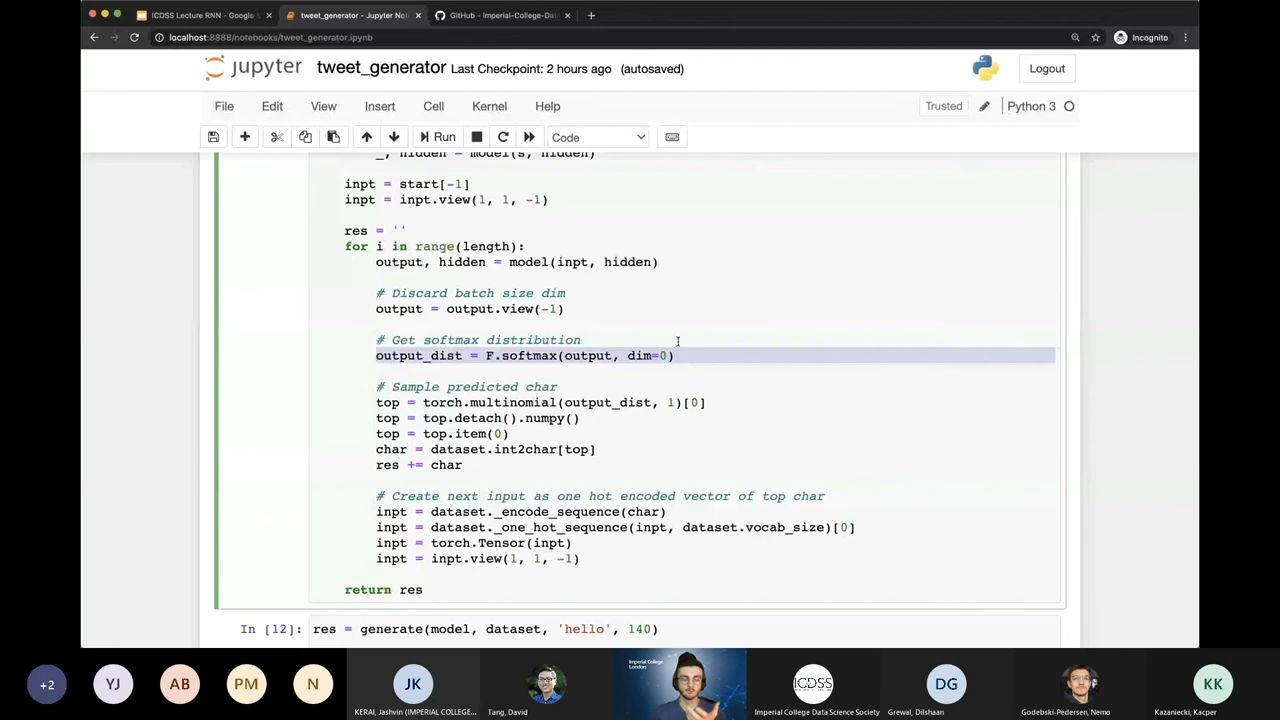 ICDSS Lecture RNN - Google
tweet_generator - Jupyter Not
GitHub - Imperial-College-Dat
localhost:8888/notebooks/tweet_generator.ipynb
Incognito
jupyter tweet_generator Last Checkpoint: 2 hours ago (autosaved)
Logout
File Edit View Insert Cell Kernel Help
Trusted
Python 3
Run
Code
_, hidden = model(s, hidden)
inpt = start[-1]
inpt = inpt.view(1, 1, -1)
res = ''
for i in range(length):
output, hidden = model(inpt, hidden)
# Discard batch size dim
output = output.view(-1)
# Get softmax distribution
output_dist = F.softmax(output, dim=0)
# Sample predicted char
top = torch.multinomial(output_dist, 1)[0]
top = top.detach().numpy()
top = top.item(0)
char = dataset.int2char[top]
res += char
# Create next input as one hot encoded vector of top char
inpt = dataset._encode_sequence(char)
inpt = dataset._one_hot_sequence(inpt, dataset.vocab_size)[0]
inpt = torch.Tensor(inpt)
inpt = inpt.view(1, 1, -1)
return res
In [12]: res = generate(model, dataset, 'hello', 140)
+2
YJ
AB
PM
N
JK
KERAI, Jashvin (IMPERIAL COLLEGE...
Tang, David
Imperial College
London
ICDSS
Imperial College Data Science Society
DG
Grewal, Dilshaan
Godebski-Pedersen, Nemo
KK
Kazaniecki, Kacper